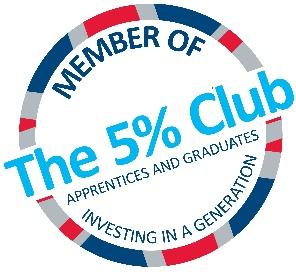 MEMBER OF
The 5% Club
APPRENTICES AND GRADUATES
INVESTING IN A GENERATION